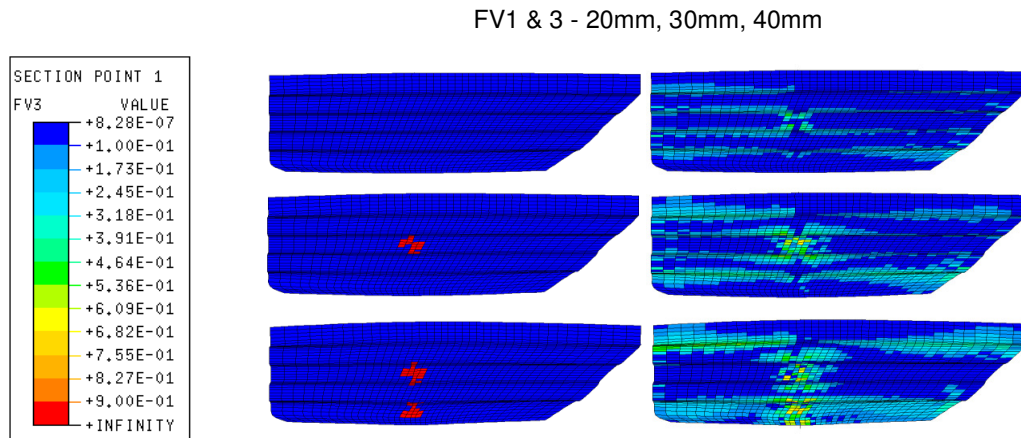 FV1 & 3 - 20mm, 30mm, 40mm
SECTION POINT 1
FV3 VALUE
+8.28E-07
+1.00E-01
+1.73E-01
+2.45E-01
+3.18E-01
+3.91E-01
+4.64E-01
+5.36E-01
+6.09E-01
+6.82E-01
+7.55E-01
+8.27E-01
+9.00E-01
+INFINITY